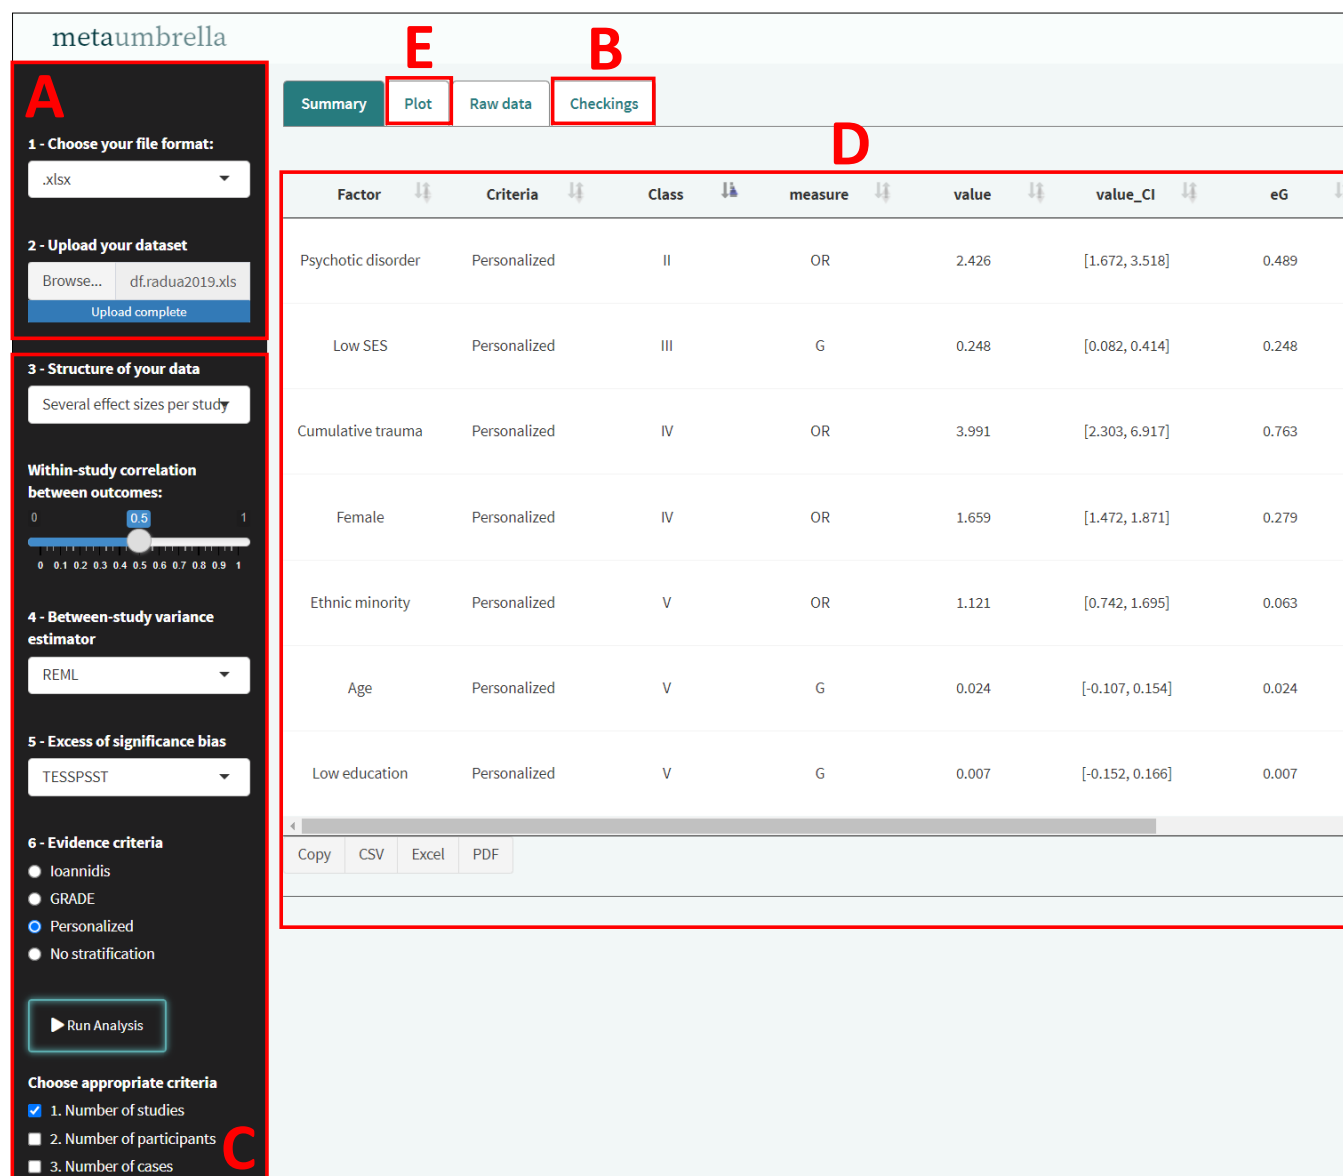 metaumbrella
E
B
A
Summary Plot Raw data Checkings
D
1 - Choose your file format:
.xlsx
2 - Upload your dataset
Browse... df.radua2019.xls
Upload complete
3 - Structure of your data
Several effect sizes per study
Within-study correlation
between outcomes:
0 0.5 1
0 0.1 0.2 0.3 0.4 0.5 0.6 0.7 0.8 0.9 1
4 - Between-study variance
estimator
REML
5 - Excess of significance bias
TESSPSST
6 - Evidence criteria
Ioannidis
GRADE
Personalized
No stratification
Run Analysis
Choose appropriate criteria
1. Number of studies
2. Number of participants
3. Number of cases
C
Factor Criteria Class measure value value_CI eG
Psychotic disorder Personalized II OR 2.426 [1.672, 3.518] 0.489
Low SES Personalized III G 0.248 [0.082, 0.414] 0.248
Cumulative trauma Personalized IV OR 3.991 [2.303, 6.917] 0.763
Female Personalized IV OR 1.659 [1.472, 1.871] 0.279
Ethnic minority Personalized V OR 1.121 [0.742, 1.695] 0.063
Age Personalized V G 0.024 [-0.107, 0.154] 0.024
Low education Personalized V G 0.007 [-0.152, 0.166] 0.007
Copy CSV Excel PDF